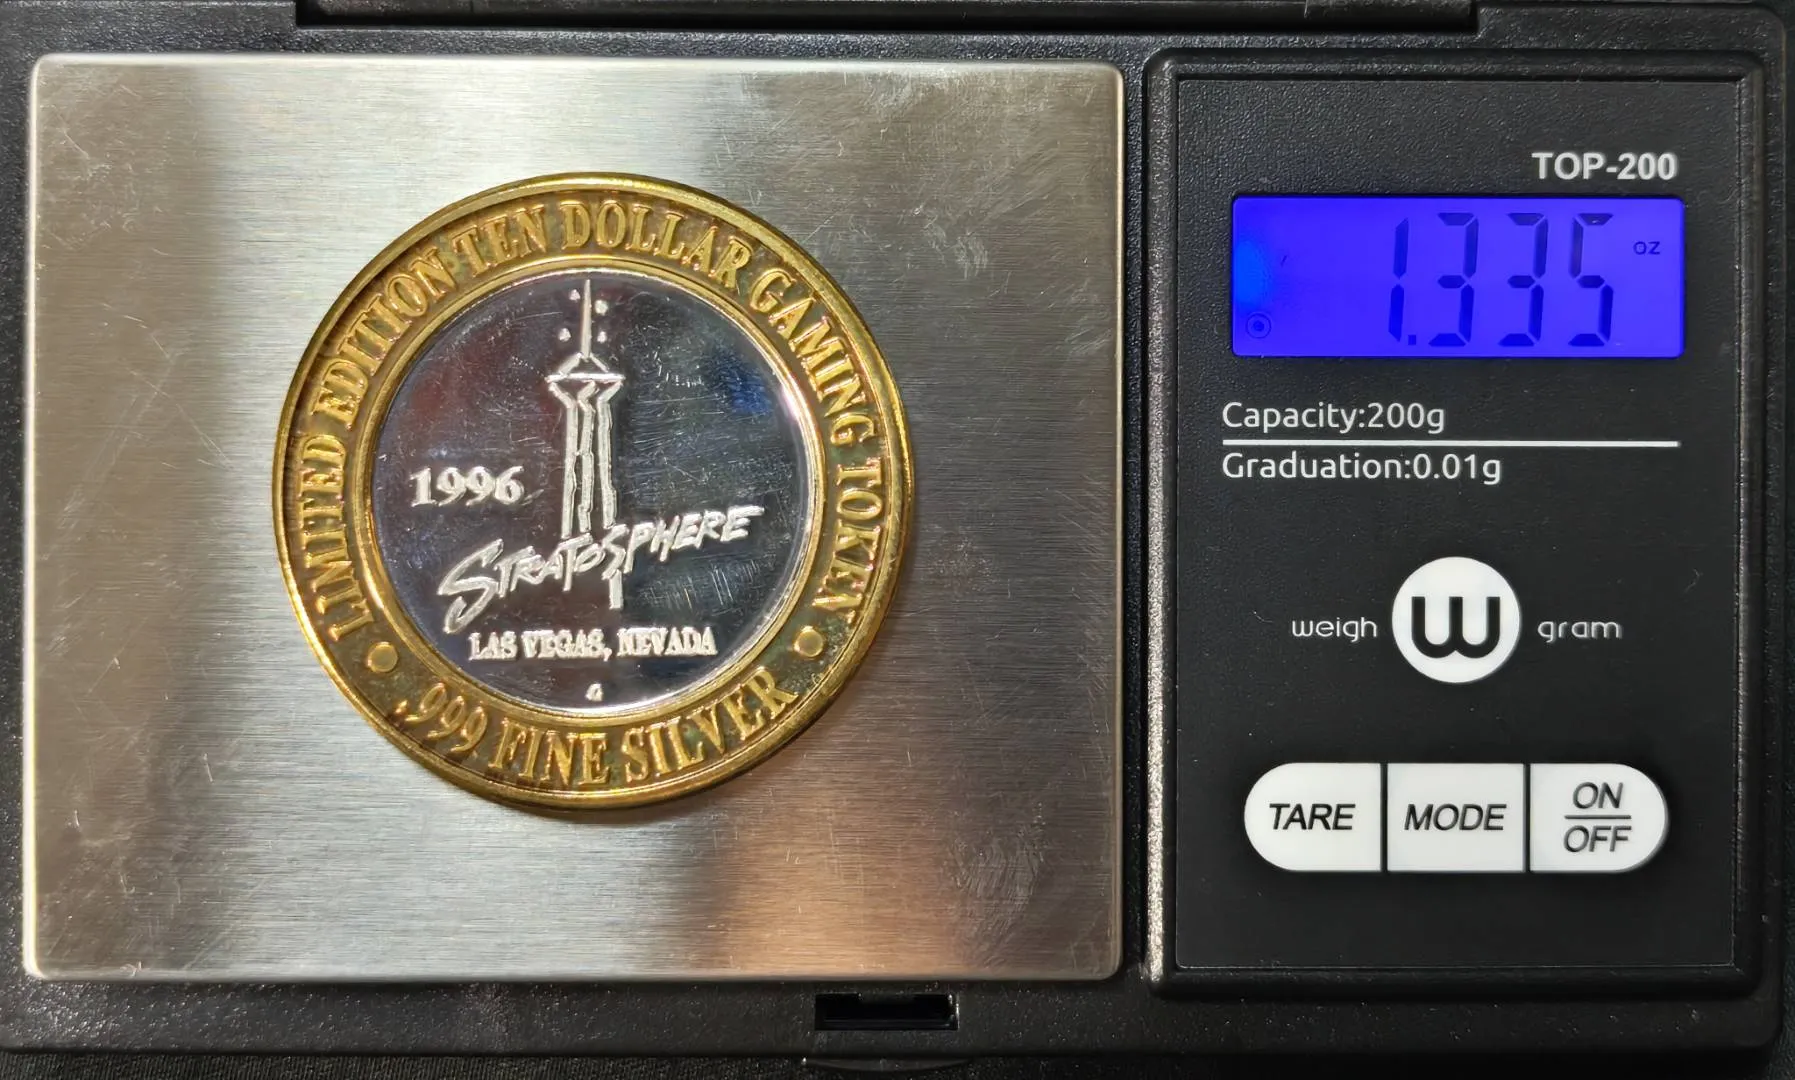 LIMITED EDITION TEN DOLLAR GAMING TOKEN
1996
STRATOSPHERE
LAS VEGAS, NEVADA
G
.999 FINE SILVER
TOP-200
1.335 oz
Capacity:200g
Graduation:0.01g
weigh W gram
TARE MODE ON/OFF